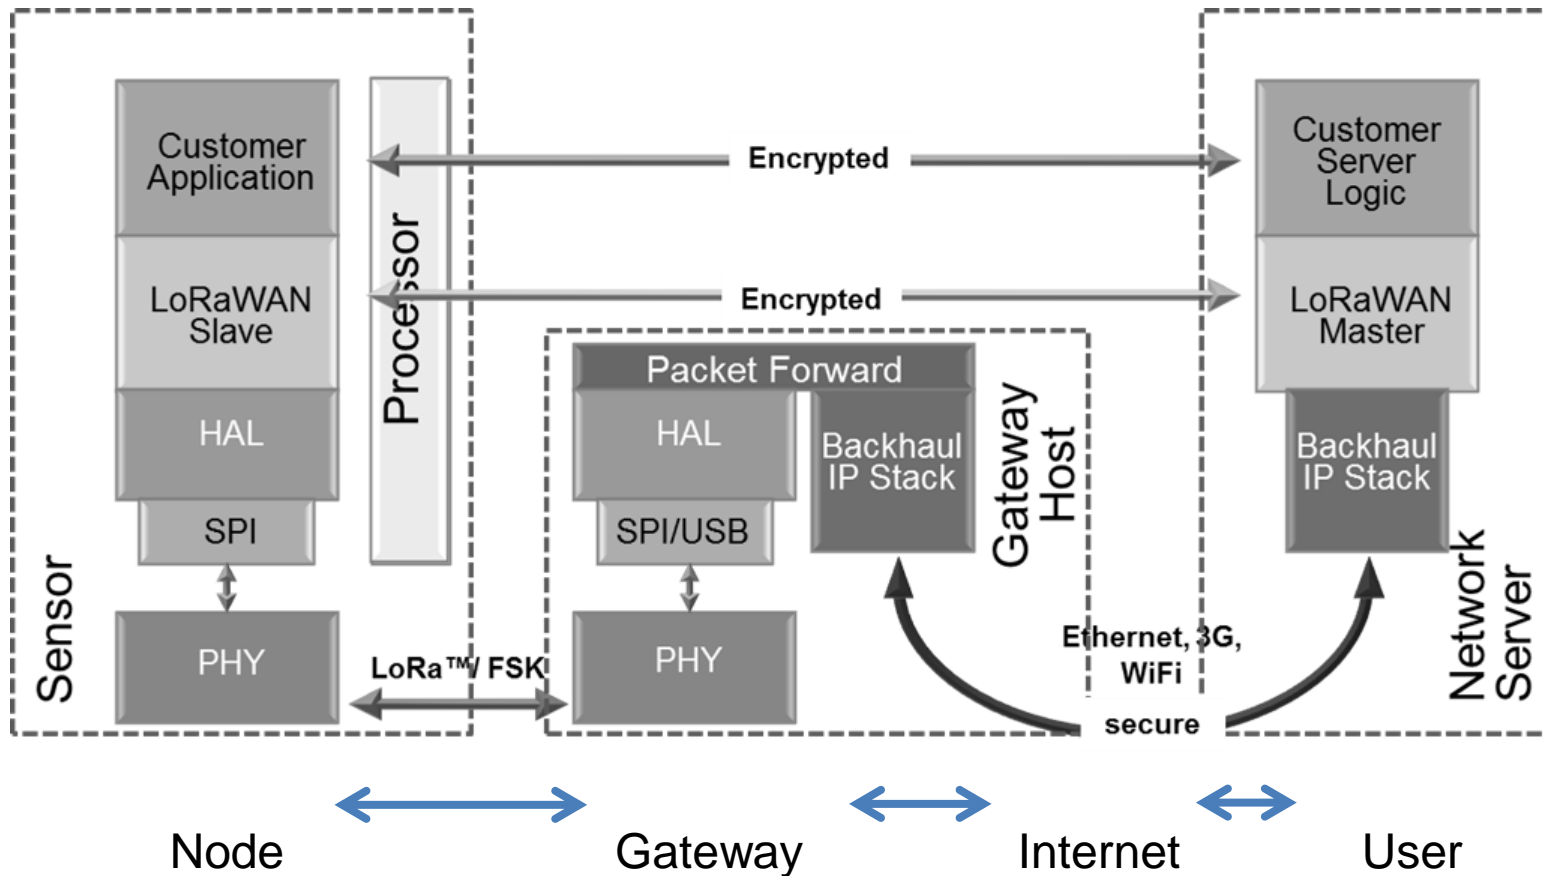 Customer
Application
LoRaWAN
Slave
HAL
SPI
PHY
Processor
Sensor
Encrypted
Encrypted
LoRa™/ FSK
Packet Forward
HAL
SPI/USB
PHY
Backhaul
IP Stack
Gateway
Host
Ethernet, 3G,
WiFi
secure
Customer
Server
Logic
LoRaWAN
Master
Backhaul
IP Stack
Network
Server
Node
Gateway
Internet
User